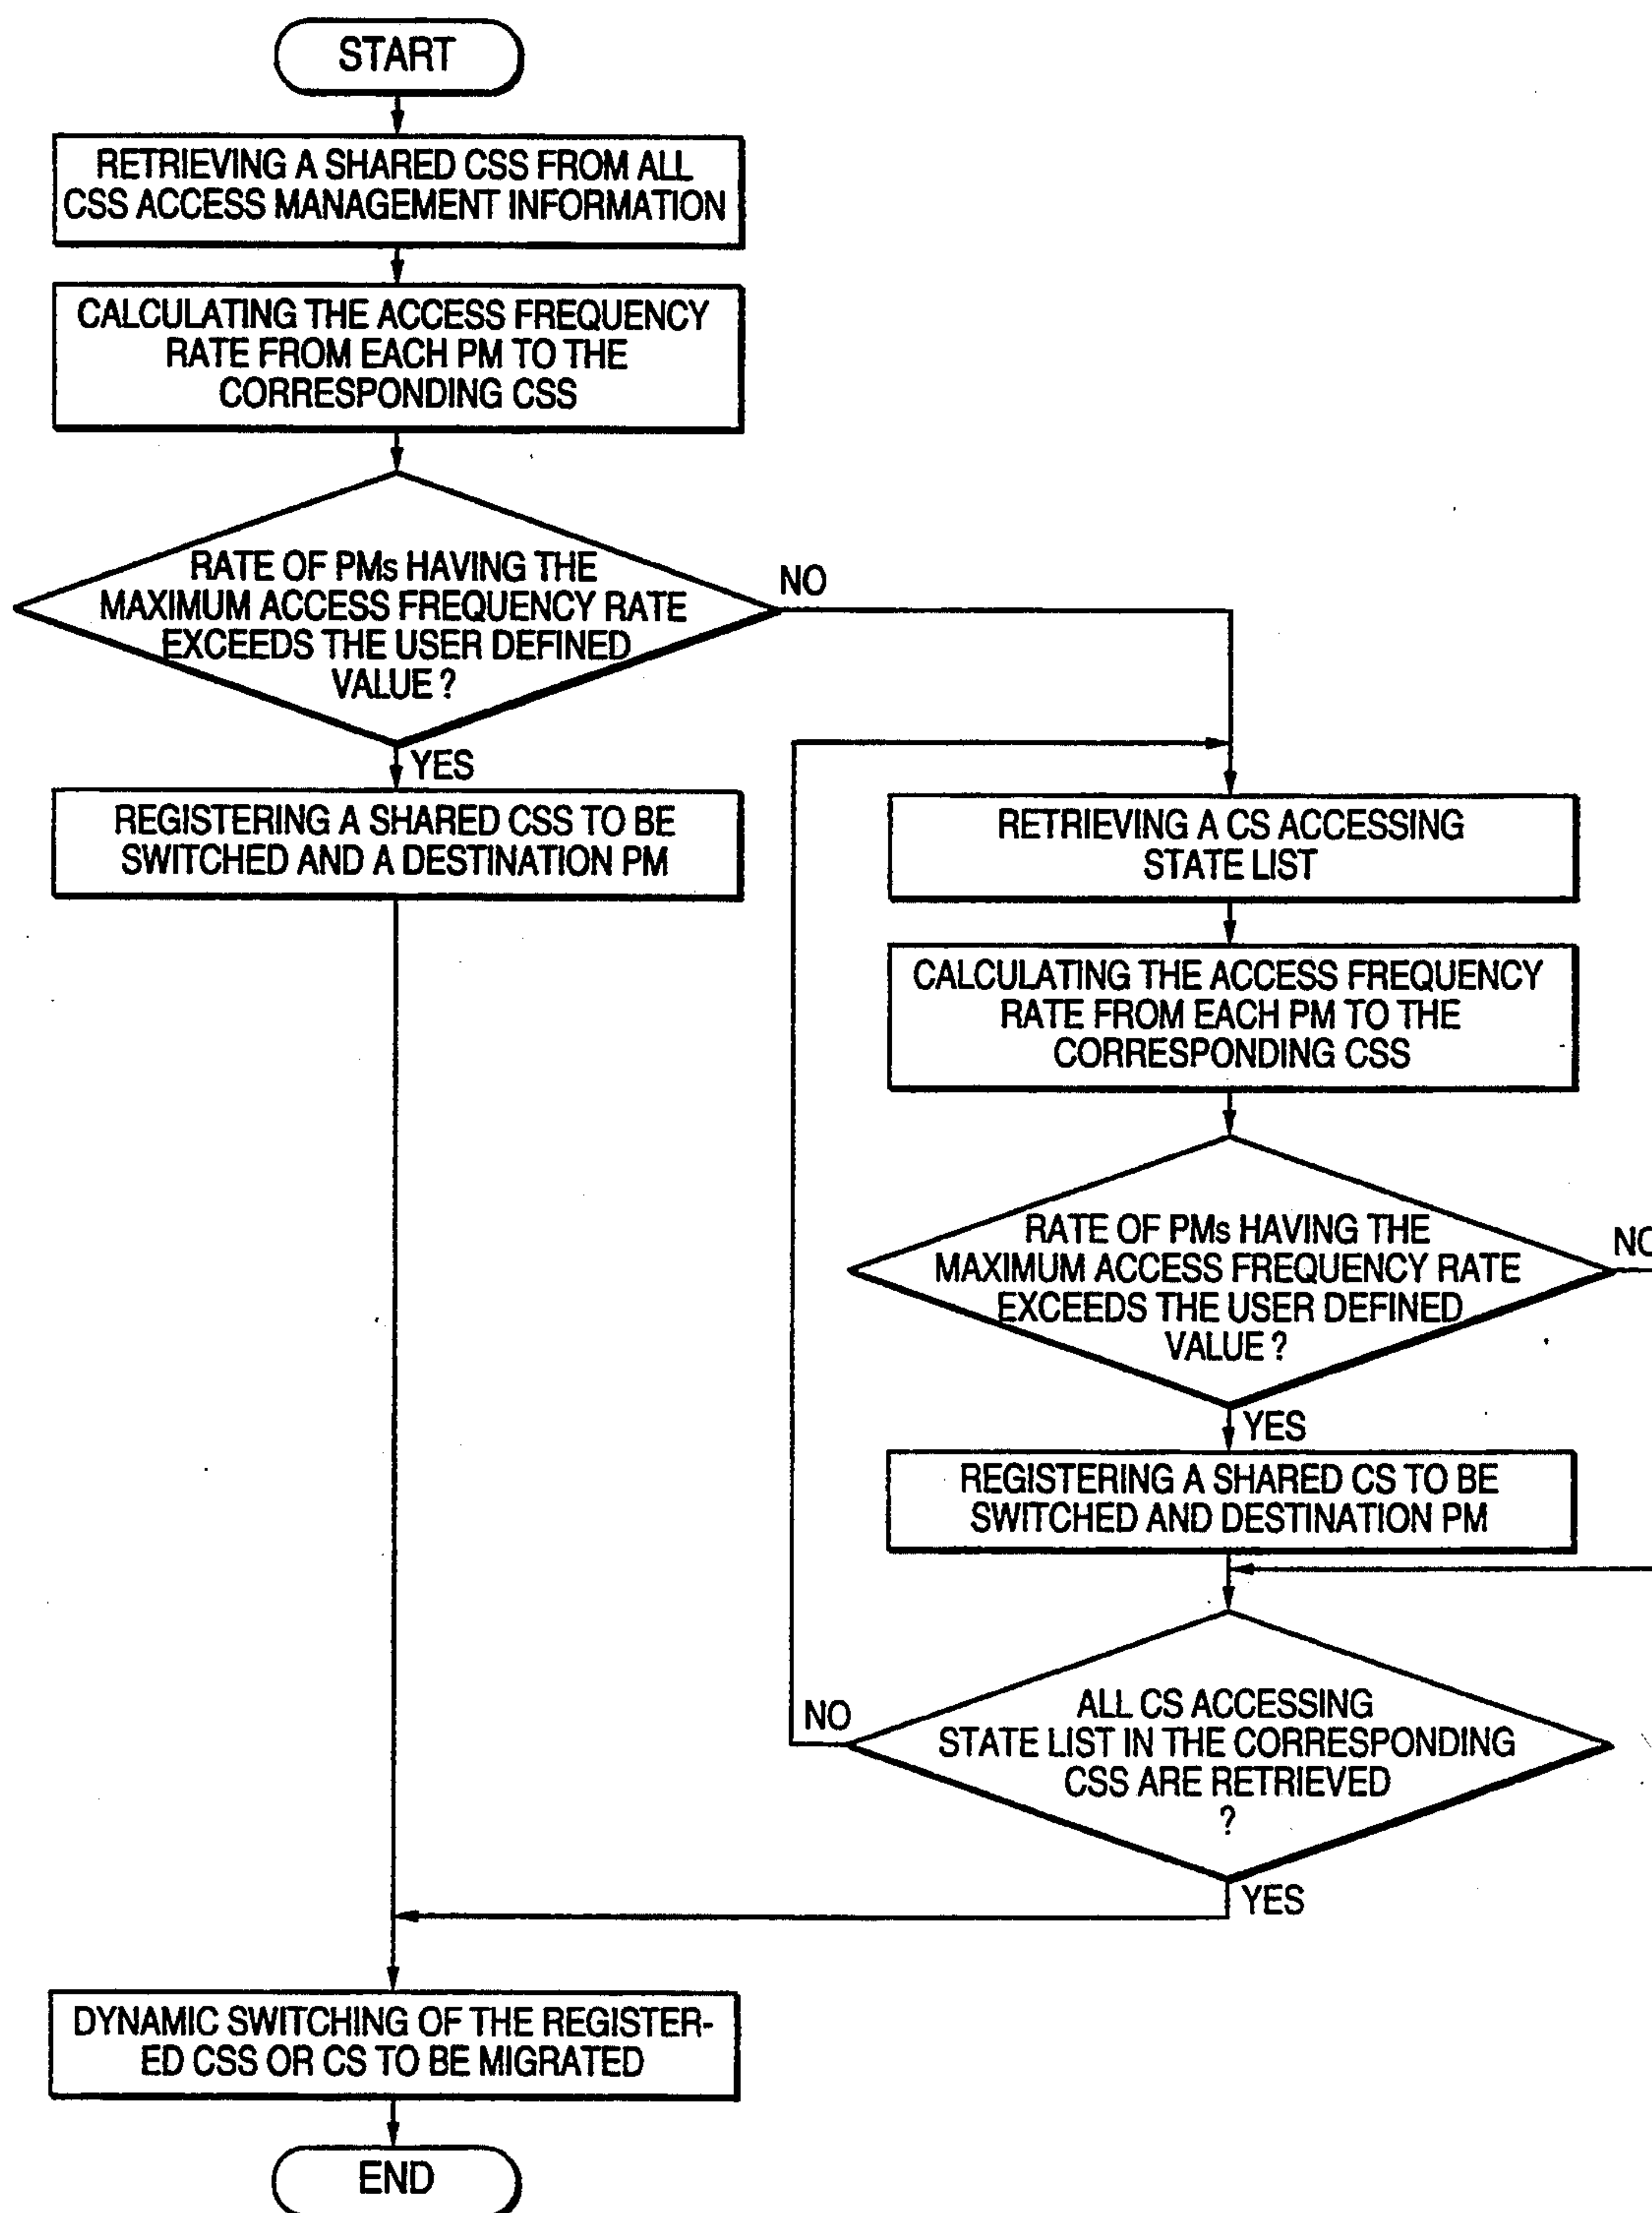 START
RETRIEVING A SHARED CSS FROM ALL
CSS ACCESS MANAGEMENT INFORMATION
CALCULATING THE ACCESS FREQUENCY
RATE FROM EACH PM TO THE
CORRESPONDING CSS
RATE OF PMs HAVING THE
MAXIMUM ACCESS FREQUENCY RATE
EXCEEDS THE USER DEFINED
VALUE ?
NO
YES
REGISTERING A SHARED CSS TO BE
SWITCHED AND A DESTINATION PM
RETRIEVING A CS ACCESSING
STATE LIST
CALCULATING THE ACCESS FREQUENCY
RATE FROM EACH PM TO THE
CORRESPONDING CSS
RATE OF PMs HAVING THE
MAXIMUM ACCESS FREQUENCY RATE
EXCEEDS THE USER DEFINED
VALUE ?
NO
YES
REGISTERING A SHARED CS TO BE
SWITCHED AND DESTINATION PM
ALL CS ACCESSING
STATE LIST IN THE CORRESPONDING
CSS ARE RETRIEVED
?
NO
YES
DYNAMIC SWITCHING OF THE REGISTER-
ED CSS OR CS TO BE MIGRATED
END